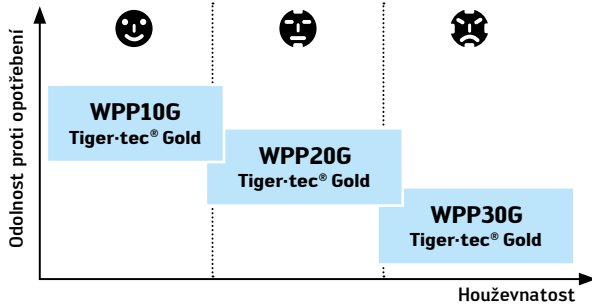 Odolnost proti opotřebení
WPP10G
Tiger·tec® Gold
WPP20G
Tiger·tec® Gold
WPP30G
Tiger·tec® Gold
Houževnatost